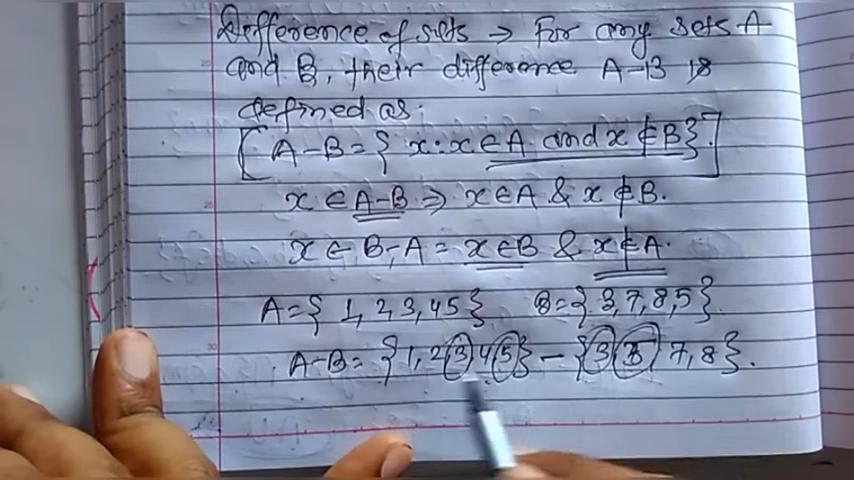 Difference of sets → For any sets A
and B, their difference A-B is
defined as:
[A-B={ x:x∈A and x∉B}].
x ∈ A-B ⇒ x∈A & x ∉ B.
x ∈ B-A = x∈B & x∉A.
A={ 1,2,3,4,5} B={ 3,7,8,5}.
A-B= {1,2,3,4,5} - {3, 5, 7,8}.